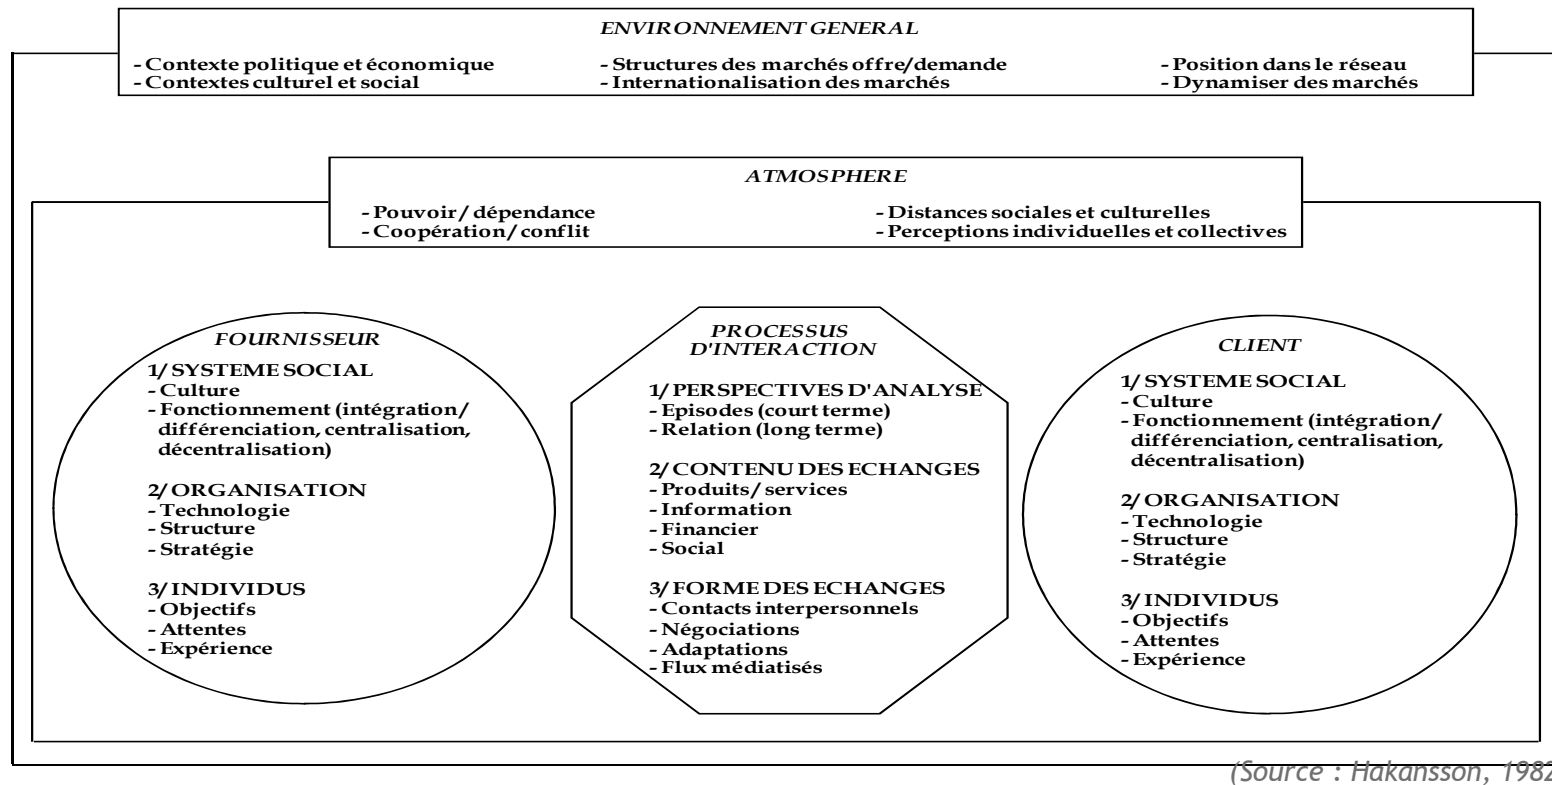 ENVIRONNEMENT GENERAL
- Contexte politique et économique
- Contextes culturel et social
- Structures des marchés offre/demande
- Internationalisation des marchés
- Position dans le réseau
- Dynamiser des marchés
ATMOSPHERE
- Pouvoir / dépendance
- Coopération / conflit
- Distances sociales et culturelles
- Perceptions individuelles et collectives
FOURNISSEUR
1/ SYSTEME SOCIAL
- Culture
- Fonctionnement (intégration/
différenciation, centralisation,
décentralisation)
2/ ORGANISATION
- Technologie
- Structure
- Stratégie
3/ INDIVIDUS
- Objectifs
- Attentes
- Expérience
PROCESSUS
D'INTERACTION
1/ PERSPECTIVES D'ANALYSE
- Episodes (court terme)
- Relation (long terme)
2/ CONTENU DES ECHANGES
- Produits/ services
- Information
- Financier
- Social
3/ FORME DES ECHANGES
- Contacts interpersonnels
- Négociations
- Adaptations
- Flux médiatisés
CLIENT
1/ SYSTEME SOCIAL
- Culture
- Fonctionnement (intégration/
différenciation, centralisation,
décentralisation)
2/ ORGANISATION
- Technologie
- Structure
- Stratégie
3/ INDIVIDUS
- Objectifs
- Attentes
- Expérience
(Source : Hakansson, 1982